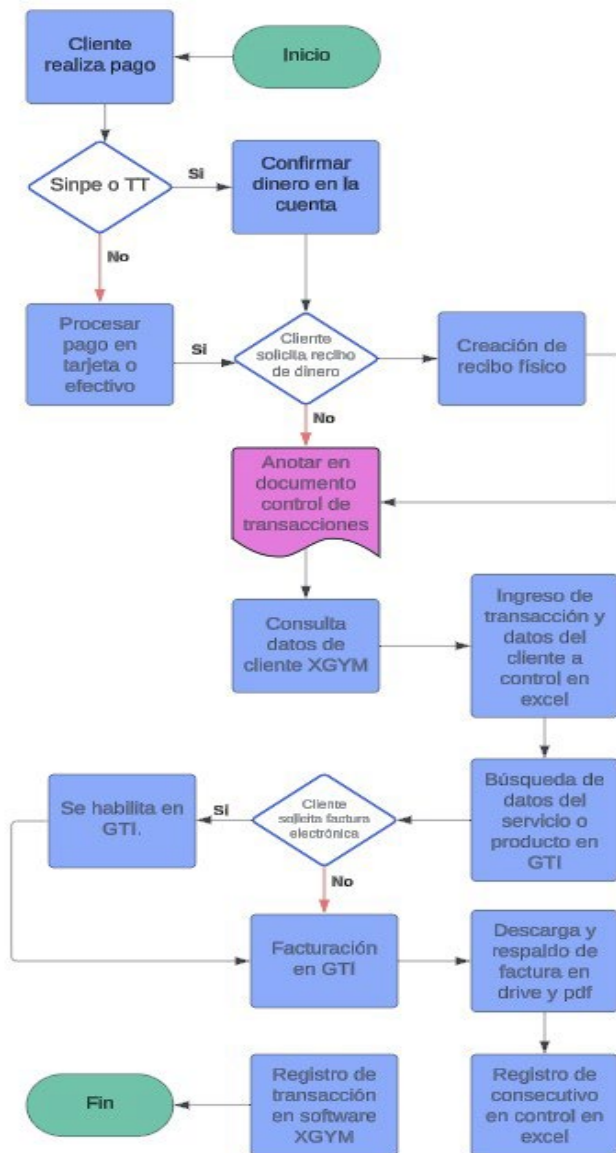 Cliente
realiza pago
Inicio
Sinpe o TT
Si
Confirmar
dinero en la
cuenta
No
Procesar
pago en
tarjeta o
efectivo
Si
Cliente
solicita recibo
de dinero
Creación de
recibo físico
No
Anotar en
documento
control de
transacciones
Consulta
datos de
cliente XGYM
Ingreso de
transacción y
datos del
cliente a
control en
excel
Se habilita en
GTI.
Si
Cliente
solicita factura
electrónica
Búsqueda de
datos del
servicio o
producto en
GTI
No
Facturación
en GTI
Descarga y
respaldo de
factura en
drive y pdf
Fin
Registro de
transacción
en software
XGYM
Registro de
consecutivo
en control en
excel